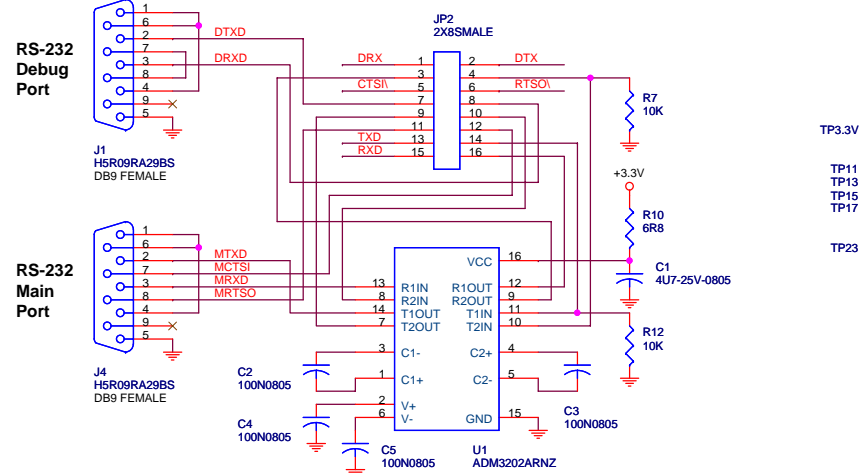 RS-232
Debug
Port
1
6
2
7
3
8
4
9
5
DTXD
DRXD
J1
H5R09RA29BS
DB9 FEMALE
JP2
2X8SMALE
DRX 1 2 DTX
3 4
CTSI\ 5 6 RTSO\
7 8
9 10
11 12
TXD 13 14
RXD 15 16
R7
10K
TP3.3V
TP11
TP13
TP15
TP17
TP23
+3.3V
R10
6R8
C1
4U7-25V-0805
R12
10K
RS-232
Main
Port
1
6
2
7
3
8
4
9
5
MTXD
MCTSI
MRXD
MRTSO
J4
H5R09RA29BS
DB9 FEMALE
VCC 16
13 R1IN R1OUT 12
8 R2IN R2OUT 9
14 T1OUT T1IN 11
7 T2OUT T2IN 10
3 C1- C2+ 4
1 C1+ C2- 5
2 V+
6 V- GND 15
C2
100N0805
C4
100N0805
C5
100N0805
C3
100N0805
U1
ADM3202ARNZ